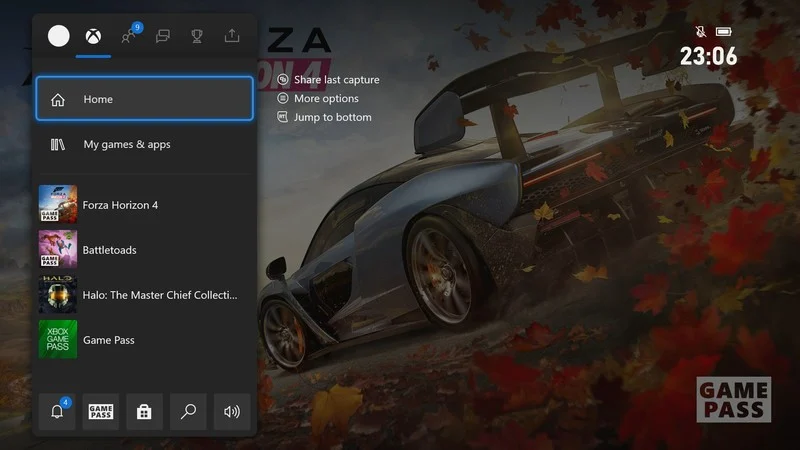 9
ZA
ON 4
23:06
Share last capture
More options
Jump to bottom
Home
My games & apps
Forza Horizon 4
GAME PASS
Battletoads
GAME PASS
HALO
Halo: The Master Chief Collecti...
XBOX
GAME
PASS
Game Pass
4
GAME
PASS
GAME
PASS